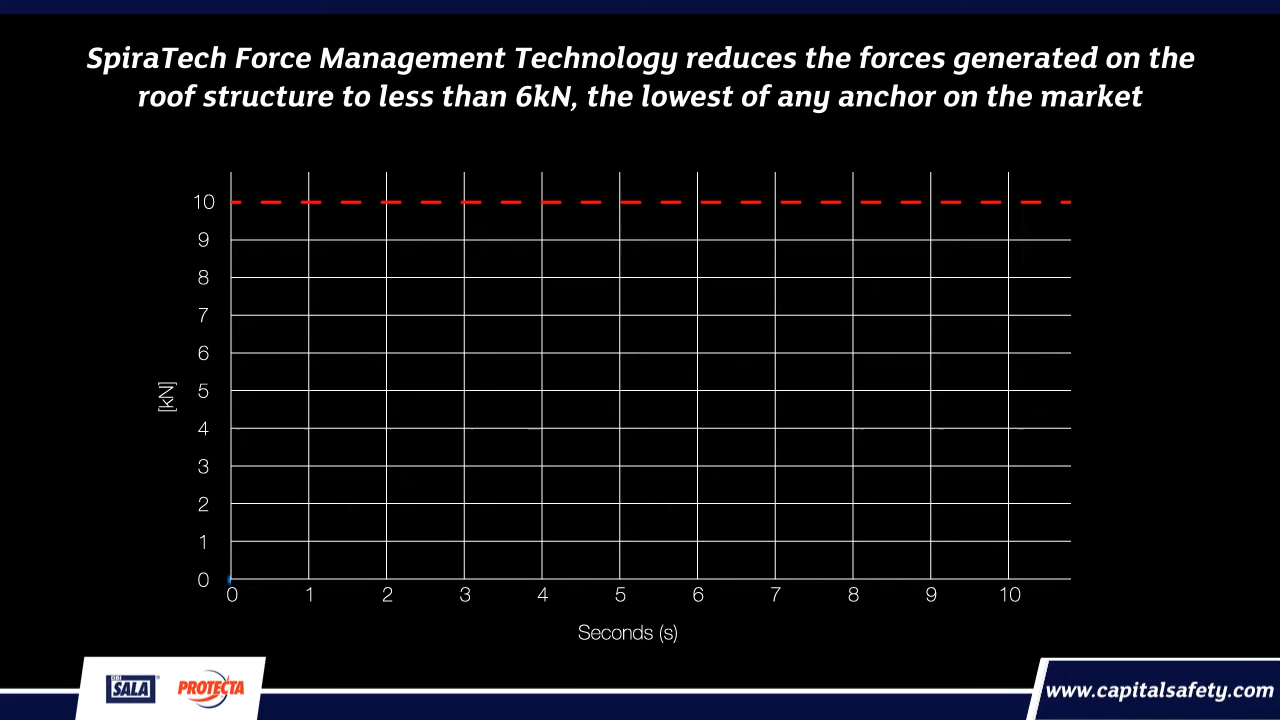 SpiraTech Force Management Technology reduces the forces generated on the
roof structure to less than 6kN, the lowest of any anchor on the market
10
9
8
7
6
5
4
3
2
1
0
[kN]
0 1 2 3 4 5 6 7 8 9 10
Seconds (s)
DBI
SALA®
PROTECTA
www.capitalsafety.com